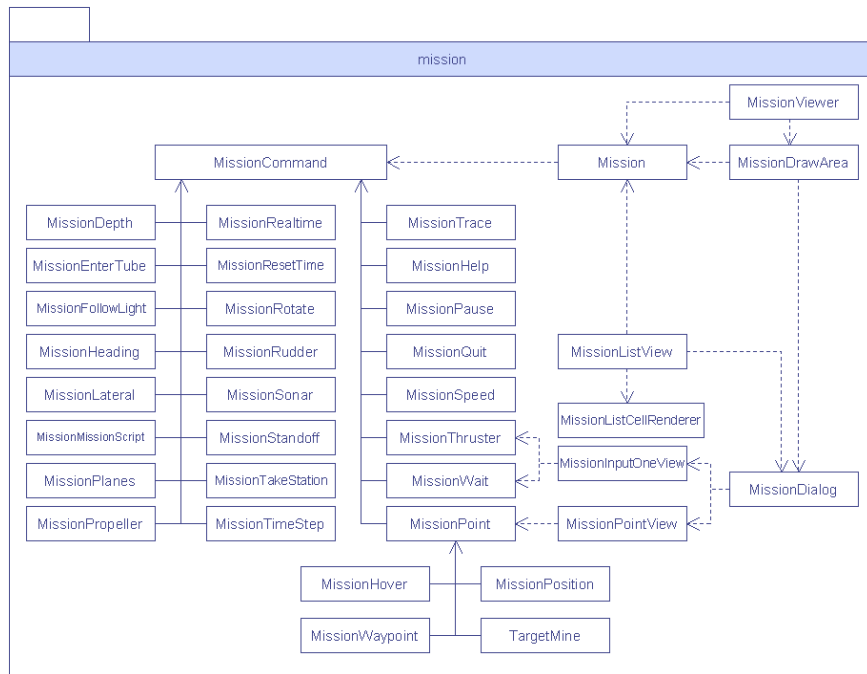 mission
MissionViewer
MissionCommand
Mission
MissionDrawArea
MissionDepth
MissionRealtime
MissionTrace
MissionEnterTube
MissionResetTime
MissionHelp
MissionFollowLight
MissionRotate
MissionPause
MissionHeading
MissionRudder
MissionQuit
MissionListView
MissionLateral
MissionSonar
MissionSpeed
MissionListCellRenderer
MissionMissionScript
MissionStandoff
MissionThruster
MissionInputOneView
MissionPlanes
MissionTakeStation
MissionWait
MissionDialog
MissionPropeller
MissionTimeStep
MissionPoint
MissionPointView
MissionHover
MissionPosition
MissionWaypoint
TargetMine